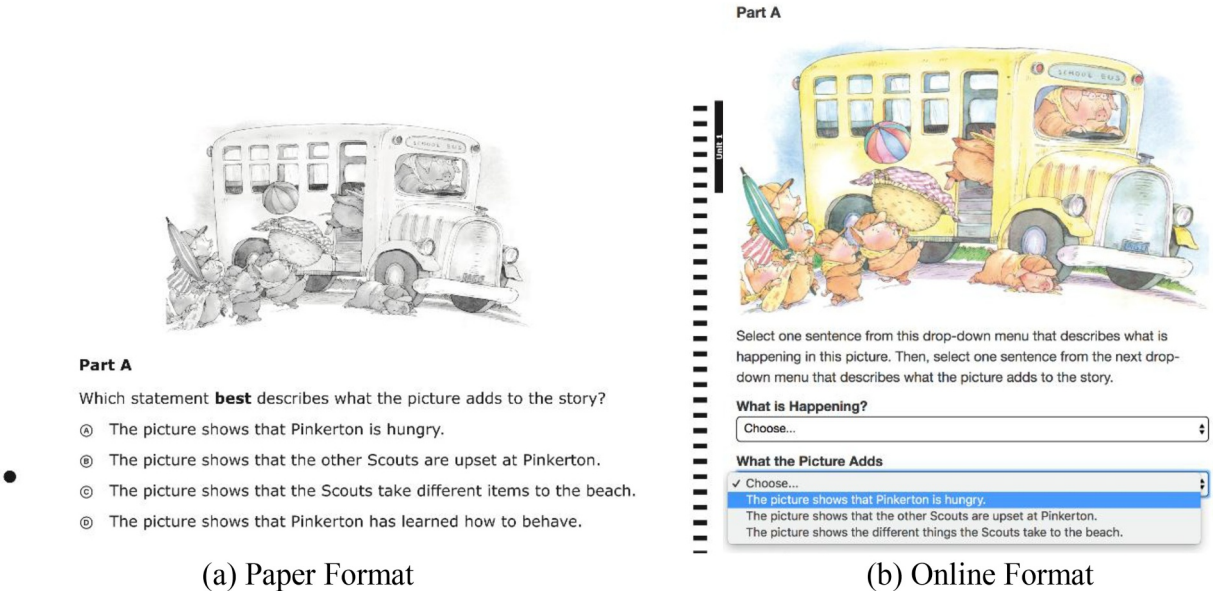 SCHOOL BUS
Part A
Which statement best describes what the picture adds to the story?
Ⓐ The picture shows that Pinkerton is hungry.
Ⓑ The picture shows that the other Scouts are upset at Pinkerton.
Ⓒ The picture shows that the Scouts take different items to the beach.
Ⓓ The picture shows that Pinkerton has learned how to behave.
(a) Paper Format
Part A
Unit 1
SCHOOL BUS
Select one sentence from this drop-down menu that describes what is
happening in this picture. Then, select one sentence from the next drop-
down menu that describes what the picture adds to the story.
What is Happening?
Choose...
What the Picture Adds
✓ Choose...
The picture shows that Pinkerton is hungry.
The picture shows that the other Scouts are upset at Pinkerton.
The picture shows the different things the Scouts take to the beach.
(b) Online Format